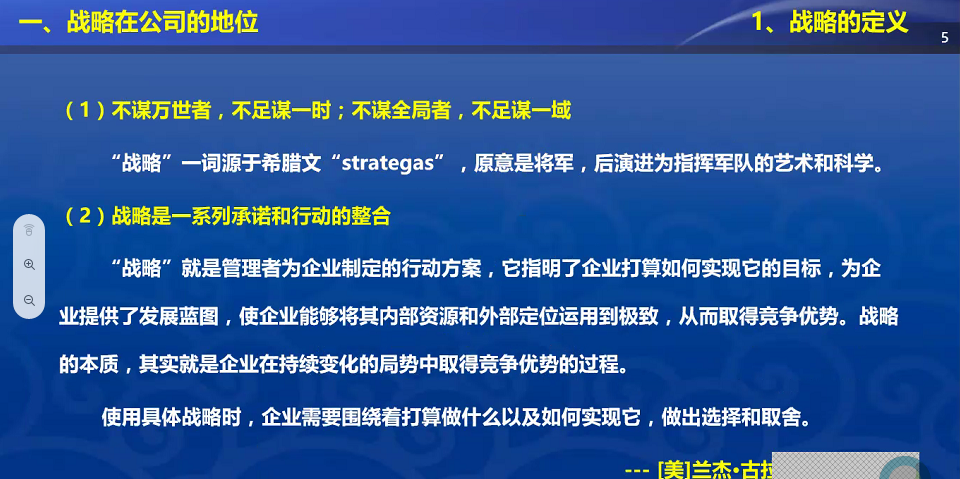 一、战略在公司的地位
1、战略的定义
5
（1）不谋万世者，不足谋一时；不谋全局者，不足谋一域
“战略”一词源于希腊文“strategas”，原意是将军，后演进为指挥军队的艺术和科学。
（2）战略是一系列承诺和行动的整合
“战略”就是管理者为企业制定的行动方案，它指明了企业打算如何实现它的目标，为企
业提供了发展蓝图，使企业能够将其内部资源和外部定位运用到极致，从而取得竞争优势。战略
的本质，其实就是企业在持续变化的局势中取得竞争优势的过程。
使用具体战略时，企业需要围绕着打算做什么以及如何实现它，做出选择和取舍。
--- [美]兰杰•古